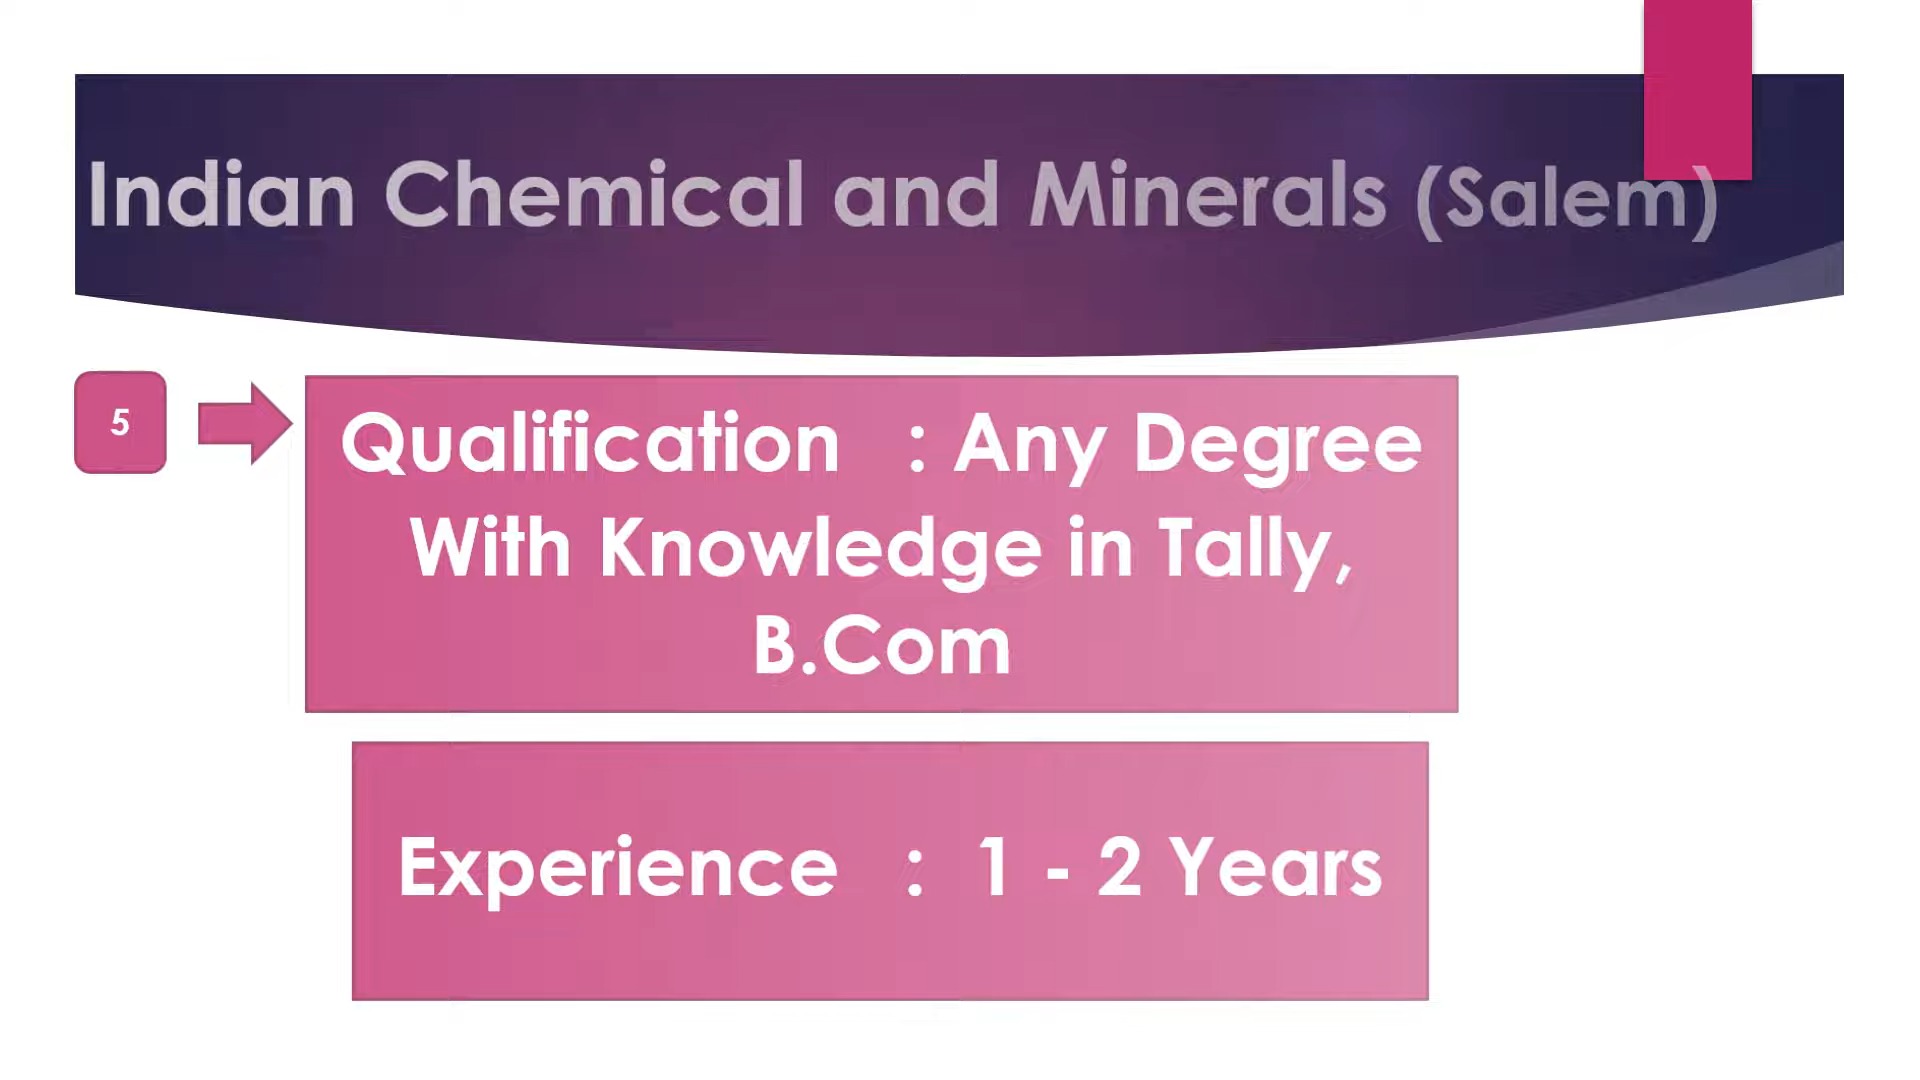 Indian Chemical and Minerals (Salem)
5
Qualification : Any Degree
With Knowledge in Tally,
B.Com
Experience : 1 - 2 Years